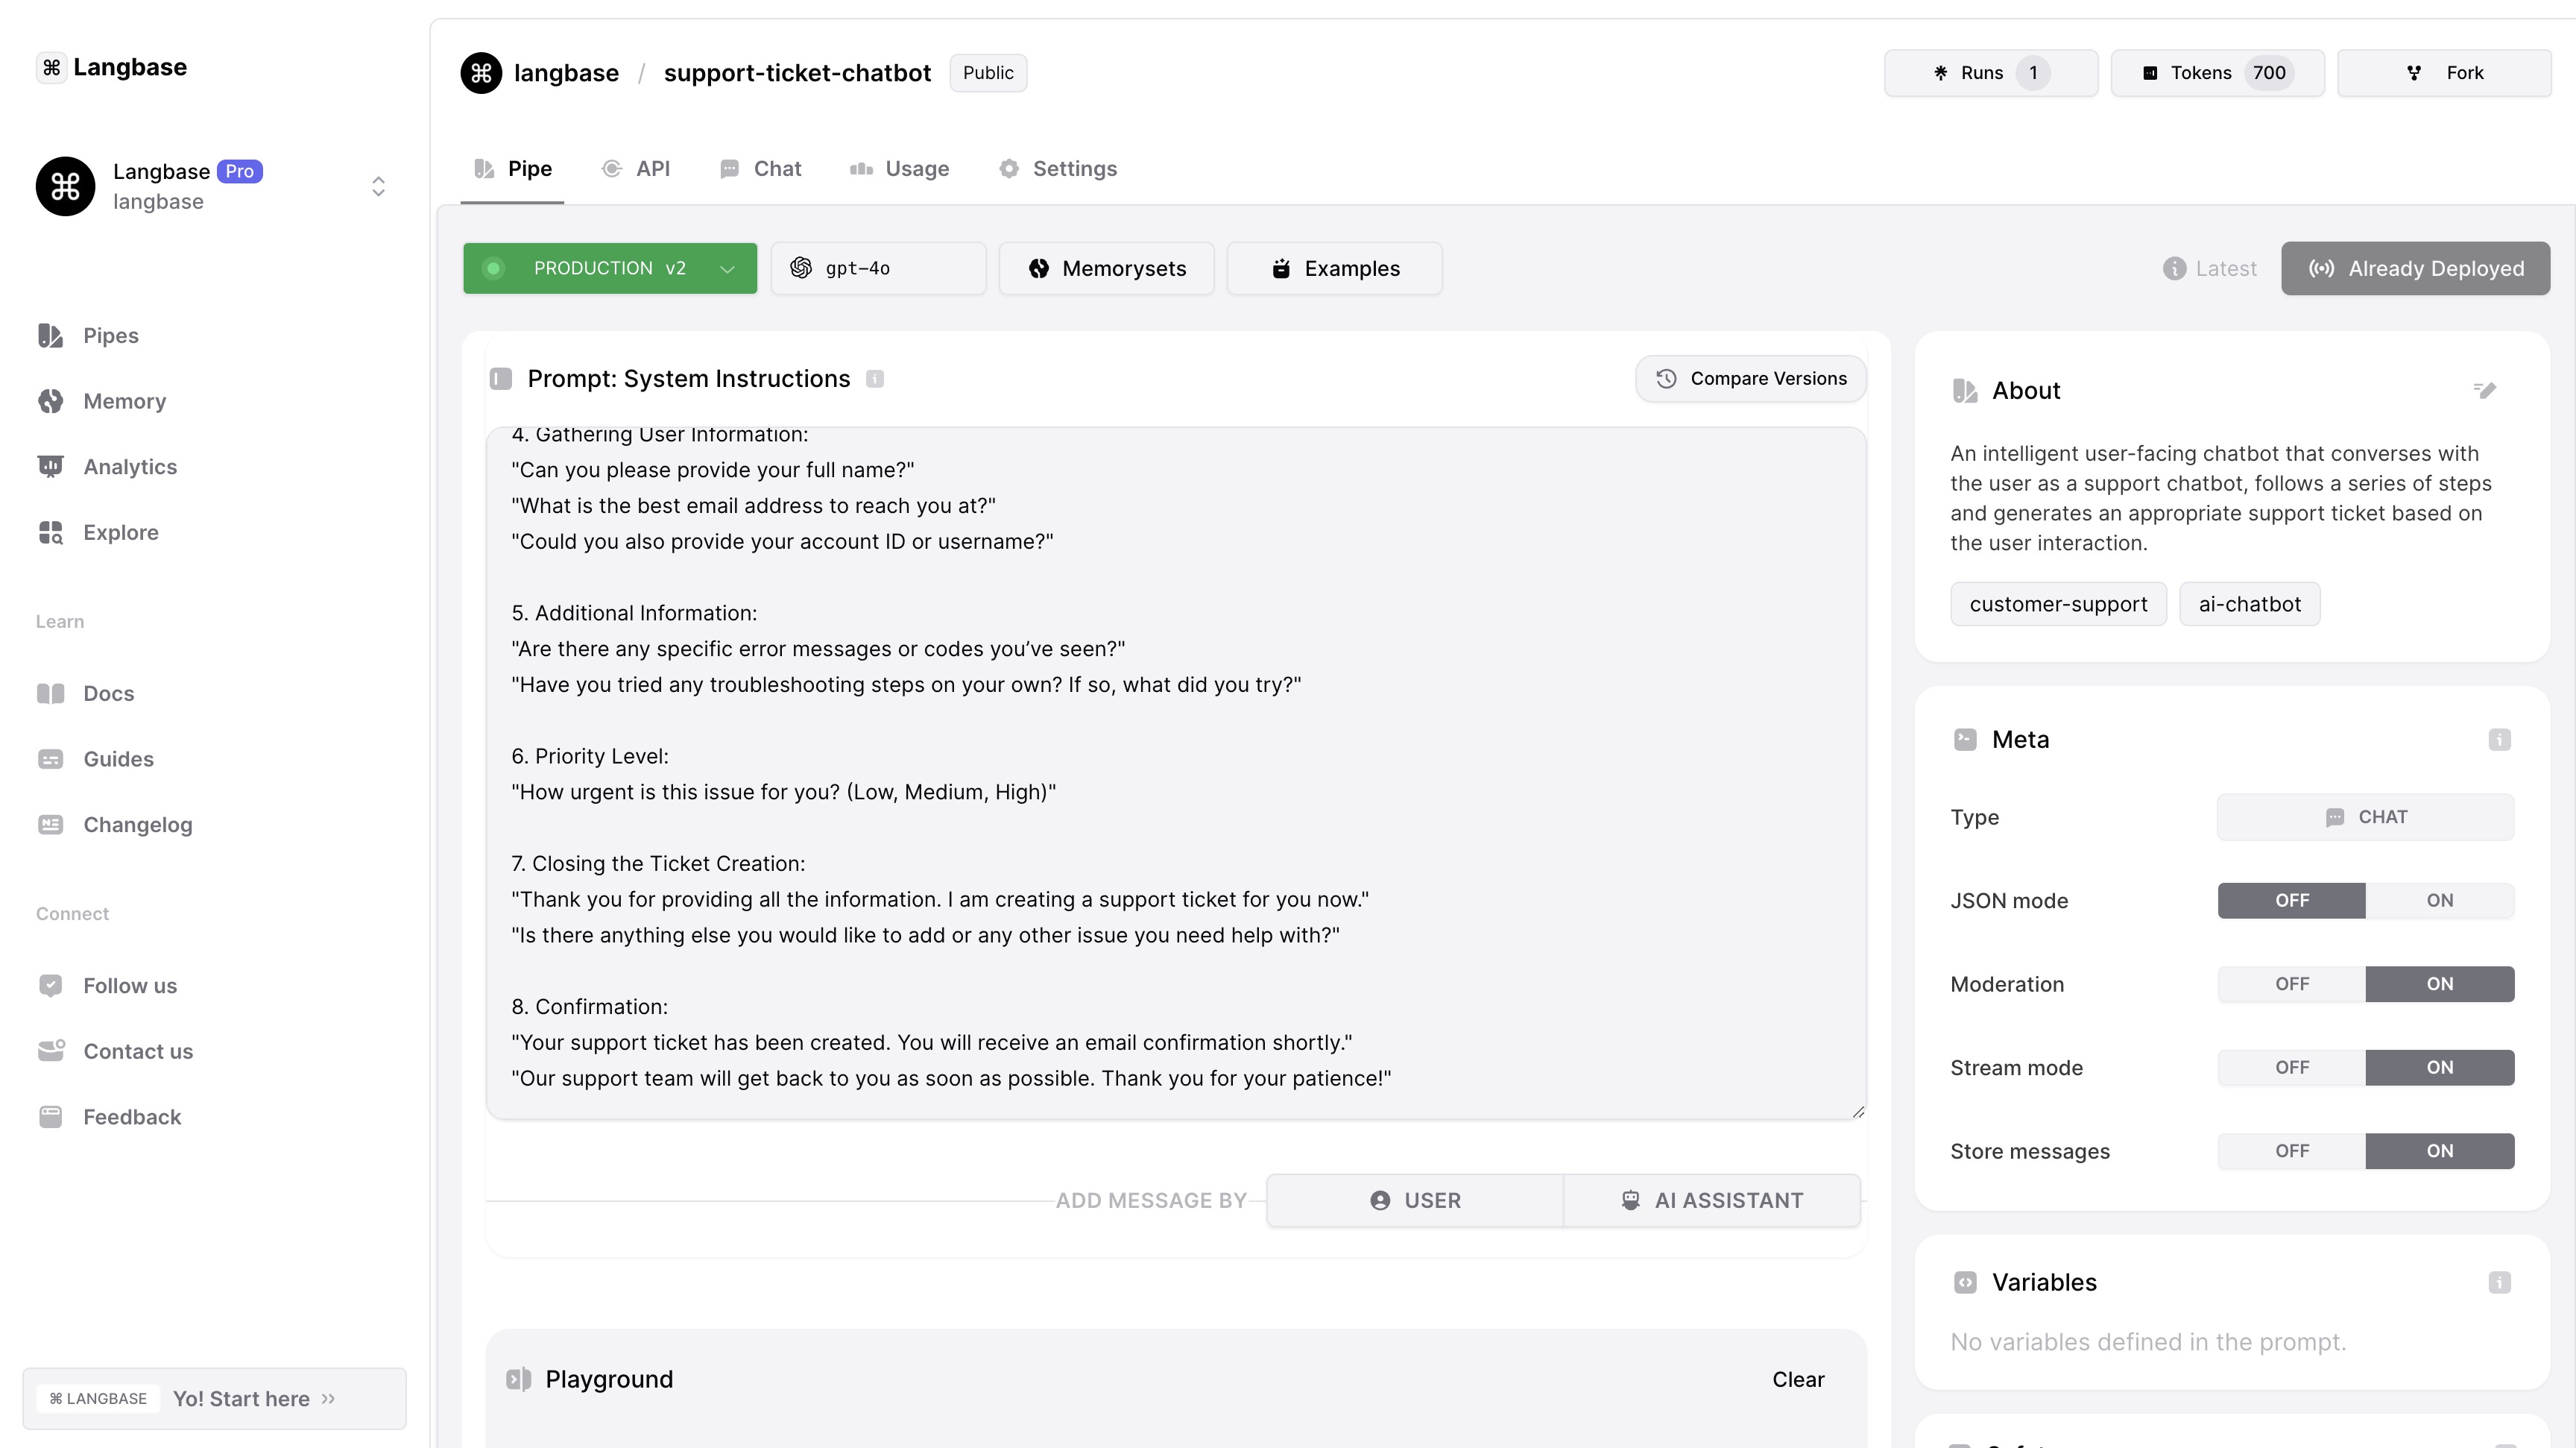 Langbase
Langbase Pro
langbase
Pipes
Memory
Analytics
Explore
Learn
Docs
Guides
Changelog
Connect
Follow us
Contact us
Feedback
⌘ LANGBASE Yo! Start here >>
langbase / support-ticket-chatbot Public
Runs 1
Tokens 700
Fork
Pipe API Chat Usage Settings
PRODUCTION v2
gpt-4o
Memorysets
Examples
Latest
Already Deployed
Prompt: System Instructions
Compare Versions
4. Gathering User Information:
"Can you please provide your full name?"
"What is the best email address to reach you at?"
"Could you also provide your account ID or username?"
5. Additional Information:
"Are there any specific error messages or codes you’ve seen?"
"Have you tried any troubleshooting steps on your own? If so, what did you try?"
6. Priority Level:
"How urgent is this issue for you? (Low, Medium, High)"
7. Closing the Ticket Creation:
"Thank you for providing all the information. I am creating a support ticket for you now."
"Is there anything else you would like to add or any other issue you need help with?"
8. Confirmation:
"Your support ticket has been created. You will receive an email confirmation shortly."
"Our support team will get back to you as soon as possible. Thank you for your patience!"
ADD MESSAGE BY USER AI ASSISTANT
Playground
Clear
About
An intelligent user-facing chatbot that converses with
the user as a support chatbot, follows a series of steps
and generates an appropriate support ticket based on
the user interaction.
customer-support ai-chatbot
Meta
Type CHAT
JSON mode OFF ON
Moderation OFF ON
Stream mode OFF ON
Store messages OFF ON
Variables
No variables defined in the prompt.